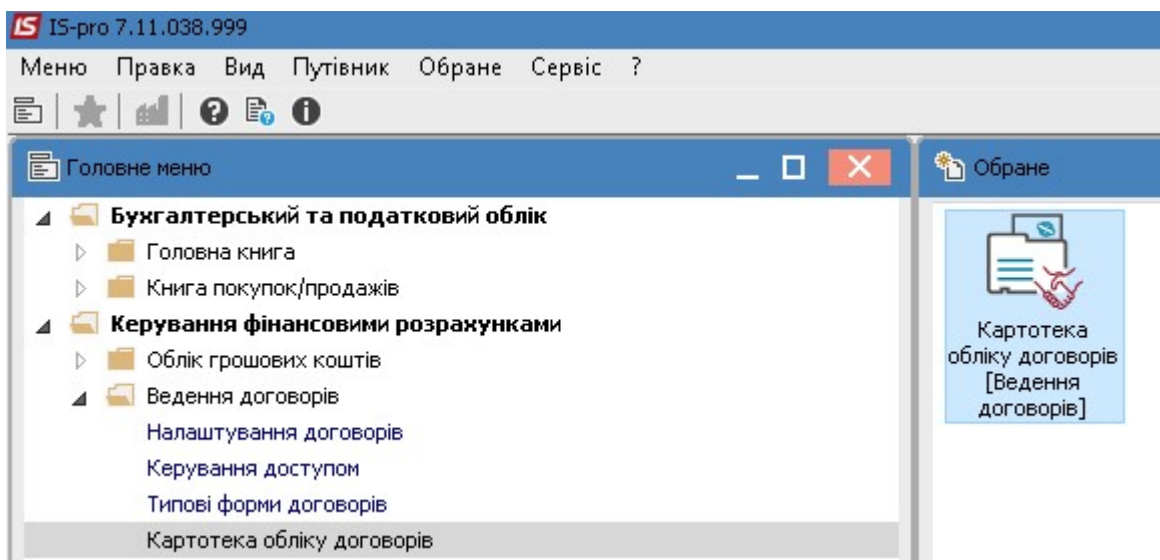 IS-pro 7.11.038.999
Меню Правка Вид Путівник Обране Сервіс ?
Головне меню
Бухгалтерський та податковий облік
Головна книга
Книга покупок/продажів
Керування фінансовими розрахунками
Облік грошових коштів
Ведення договорів
Налаштування договорів
Керування доступом
Типові форми договорів
Картотека обліку договорів
Обране
Картотека
обліку договорів
[Ведення
договорів]